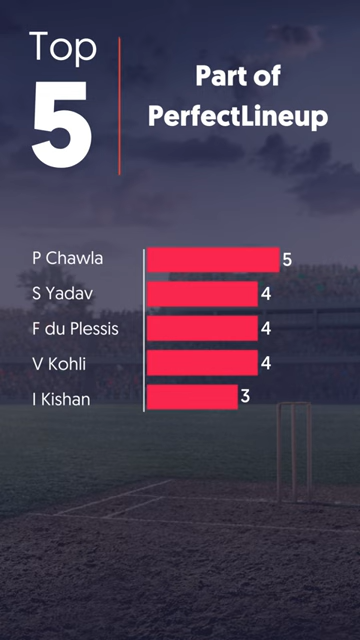 Top
5
Part of
PerfectLineup
P Chawla 5
S Yadav 4
F du Plessis 4
V Kohli 4
I Kishan 3